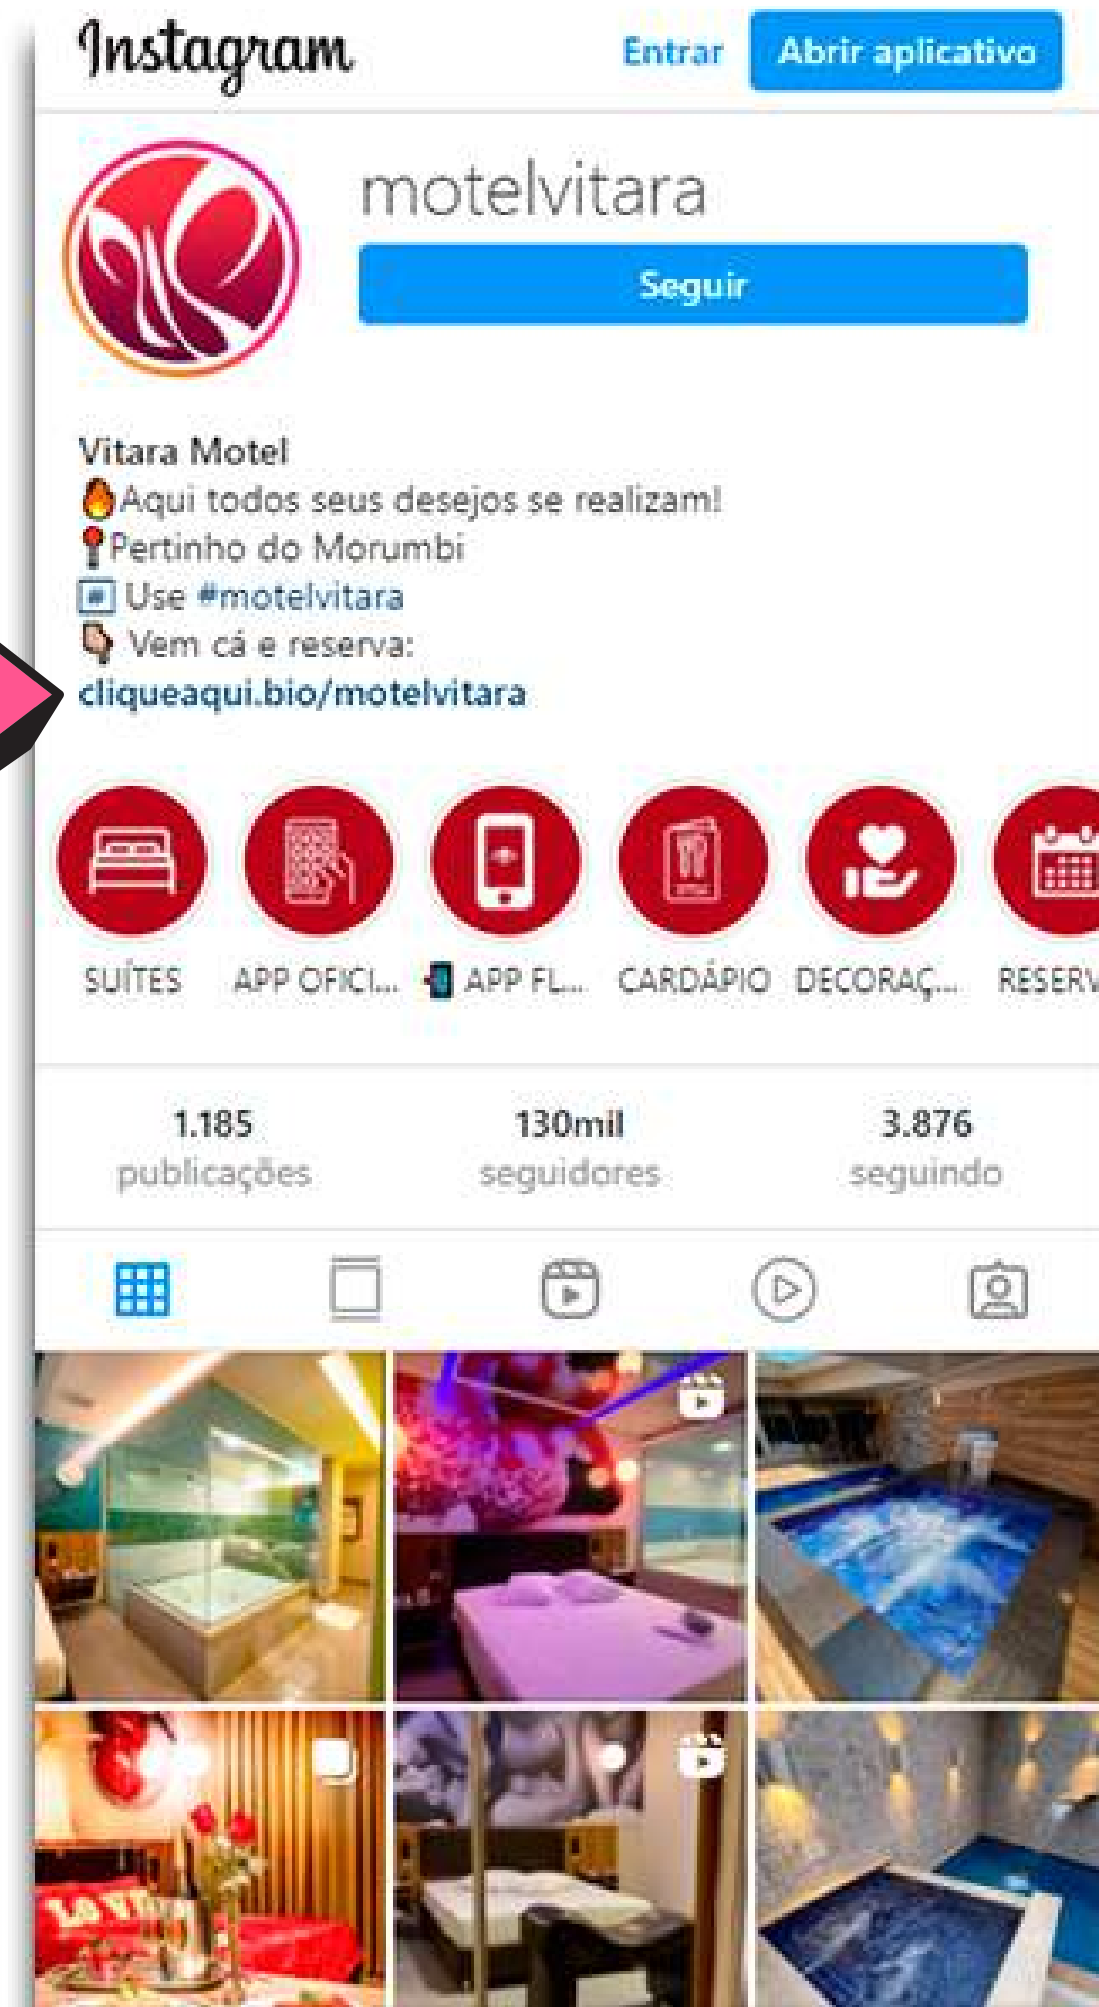 Instagram
Entrar
Abrir aplicativo
motelvitara
Seguir
Vitara Motel
🔥Aqui todos seus desejos se realizam!
📍Pertinho do Morumbi
#️⃣ Use #motelvitara
👇🏻 Vem cá e reserva:
cliqueaqui.bio/motelvitara
SUÍTES
APP OFICI...
📲 APP FL...
CARDÁPIO
DECORAÇ...
RESERV
1.185
publicações
130mil
seguidores
3.876
seguindo
LOVE